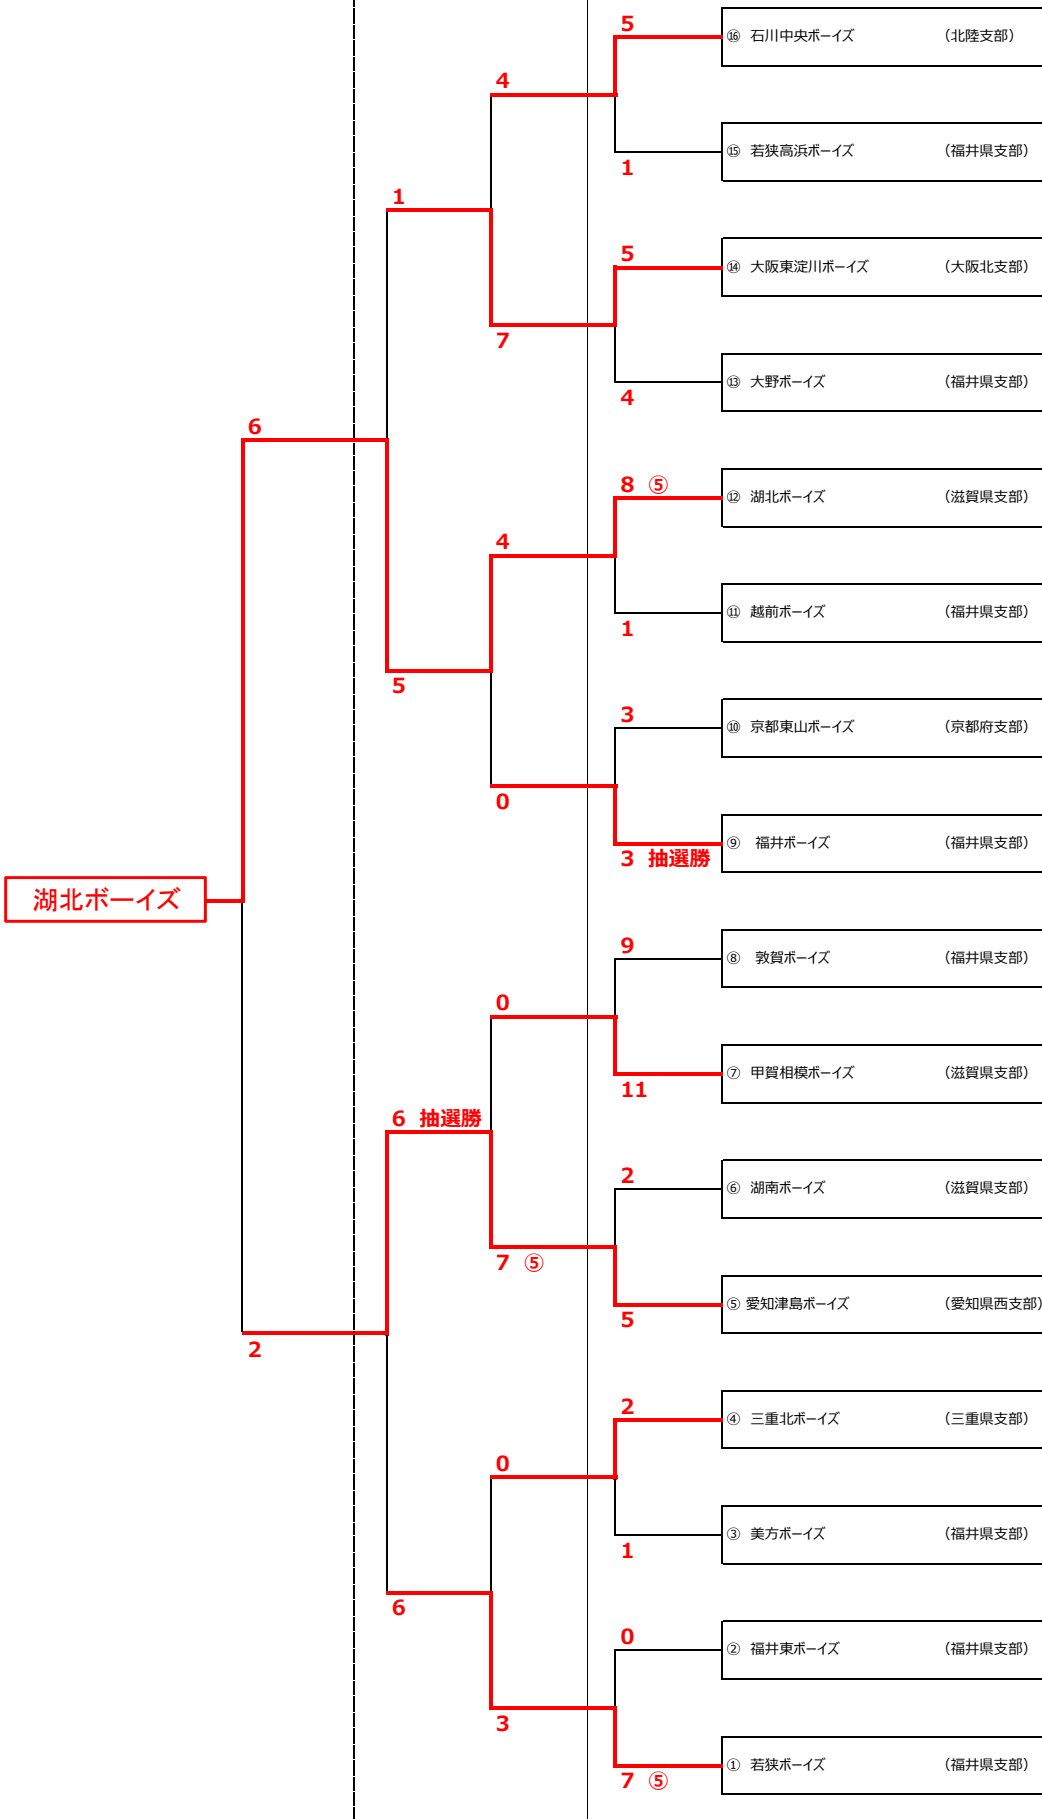 5
⑯ 石川中央ボーイズ （北陸支部）
4
⑮ 若狭高浜ボーイズ （福井県支部）
1
1
5
⑭ 大阪東淀川ボーイズ （大阪北支部）
7
⑬ 大野ボーイズ （福井県支部）
4
6
8 ⑤
⑫ 湖北ボーイズ （滋賀県支部）
4
⑪ 越前ボーイズ （福井県支部）
1
5
3
⑩ 京都東山ボーイズ （京都府支部）
0
⑨ 福井ボーイズ （福井県支部）
3 抽選勝
湖北ボーイズ
9
⑧ 敦賀ボーイズ （福井県支部）
0
⑦ 甲賀相模ボーイズ （滋賀県支部）
11
6 抽選勝
2
⑥ 湖南ボーイズ （滋賀県支部）
7 ⑤
⑤ 愛知津島ボーイズ （愛知県西支部）
5
2
2
④ 三重北ボーイズ （三重県支部）
0
③ 美方ボーイズ （福井県支部）
1
6
0
② 福井東ボーイズ （福井県支部）
3
① 若狭ボーイズ （福井県支部）
7 ⑤